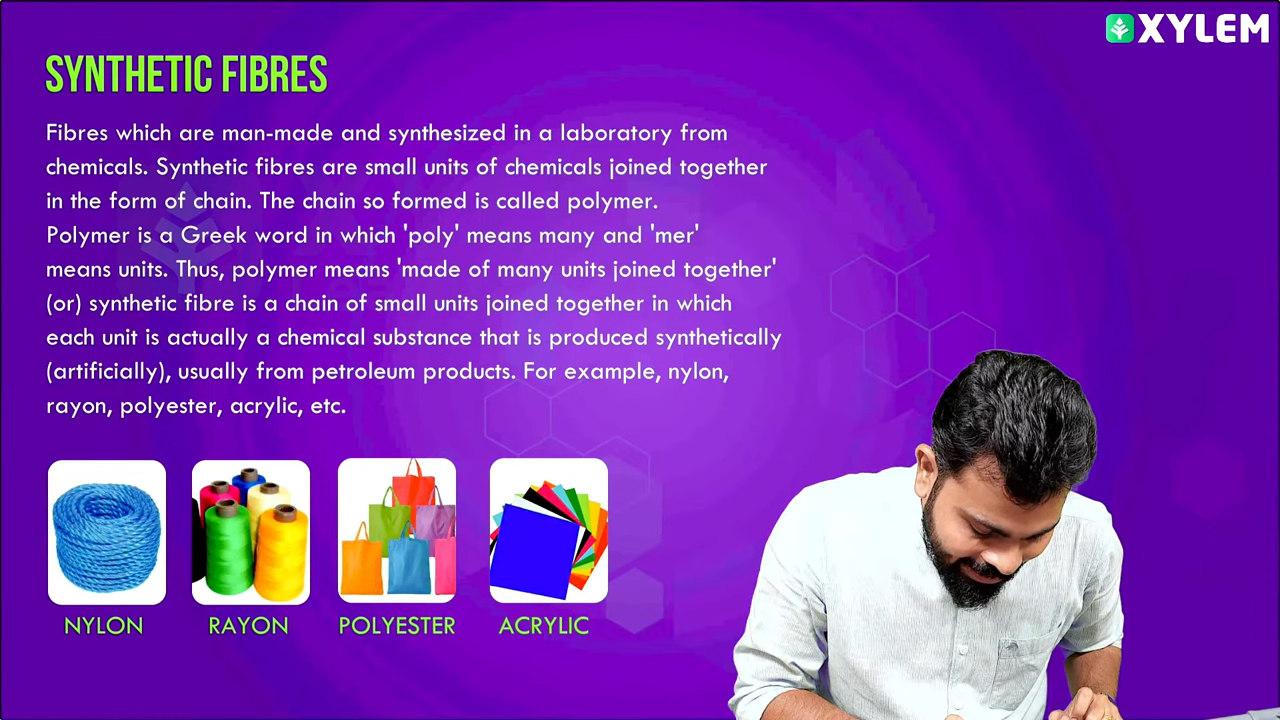 XYLEM
SYNTHETIC FIBRES
Fibres which are man-made and synthesized in a laboratory from
chemicals. Synthetic fibres are small units of chemicals joined together
in the form of chain. The chain so formed is called polymer.
Polymer is a Greek word in which 'poly' means many and 'mer'
means units. Thus, polymer means 'made of many units joined together'
(or) synthetic fibre is a chain of small units joined together in which
each unit is actually a chemical substance that is produced synthetically
(artificially), usually from petroleum products. For example, nylon,
rayon, polyester, acrylic, etc.
NYLON
RAYON
POLYESTER
ACRYLIC